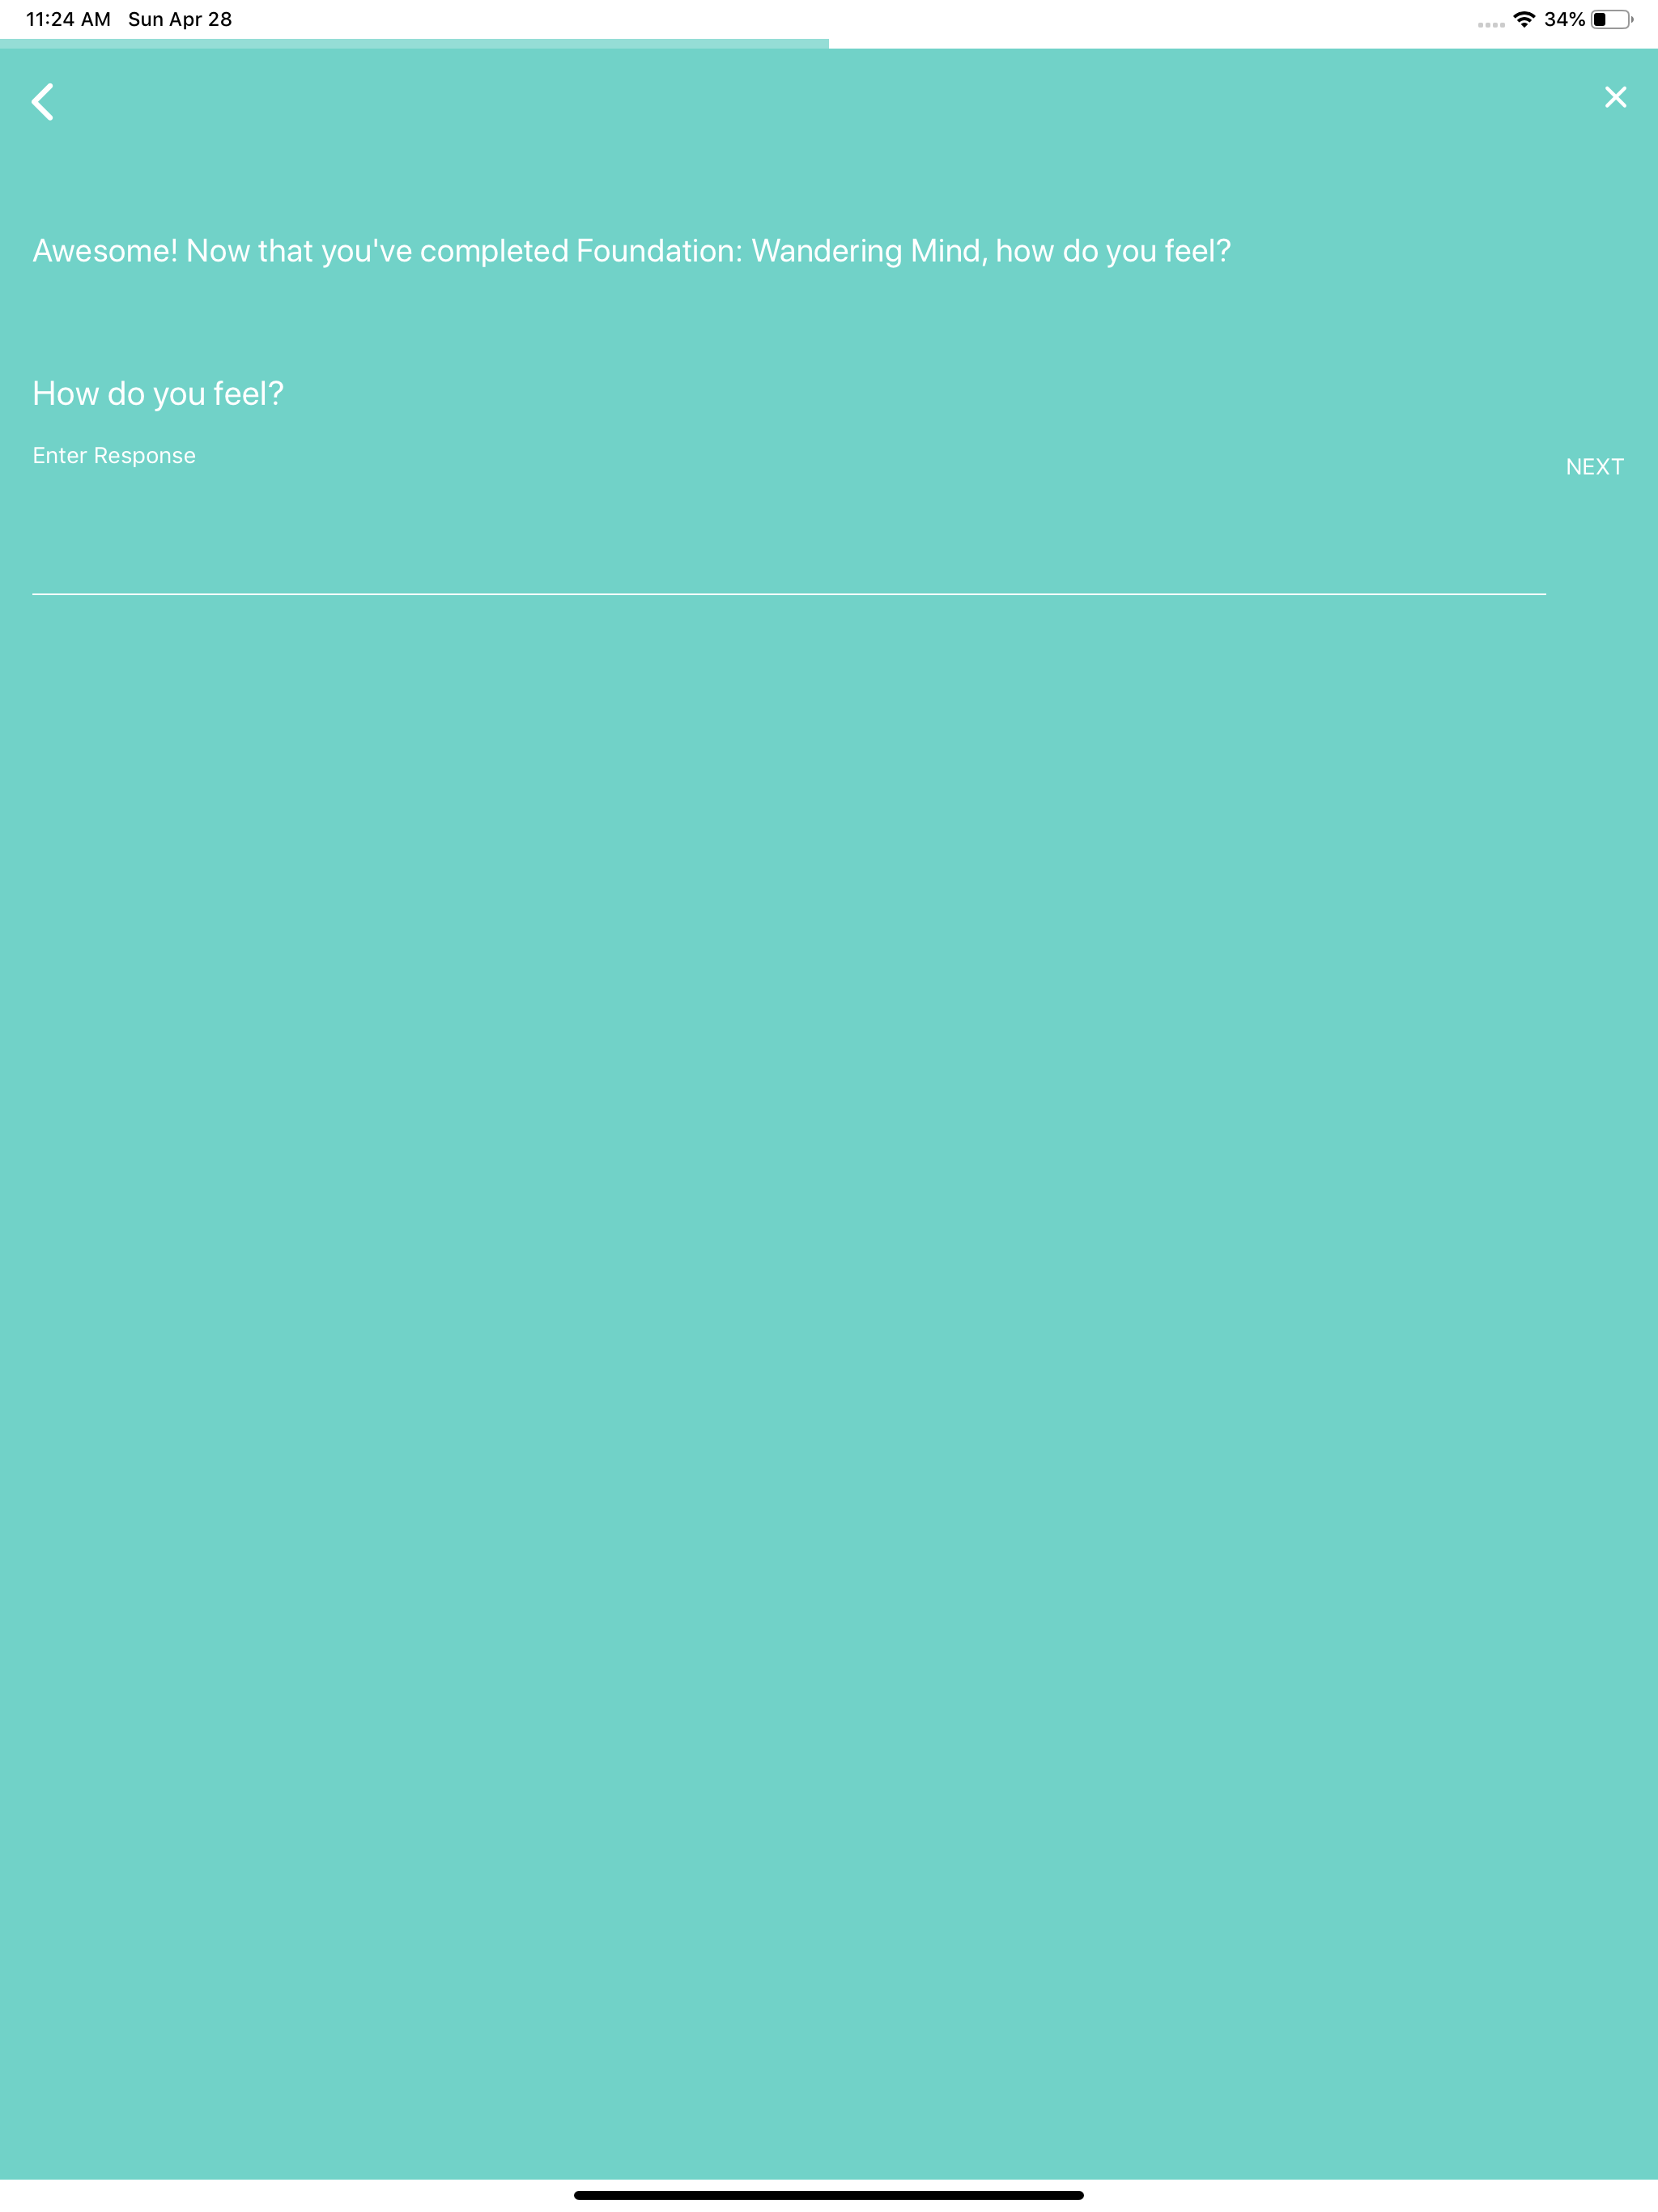 11:24 AM Sun Apr 28 34%
Awesome! Now that you've completed Foundation: Wandering Mind, how do you feel?
How do you feel?
Enter Response
NEXT